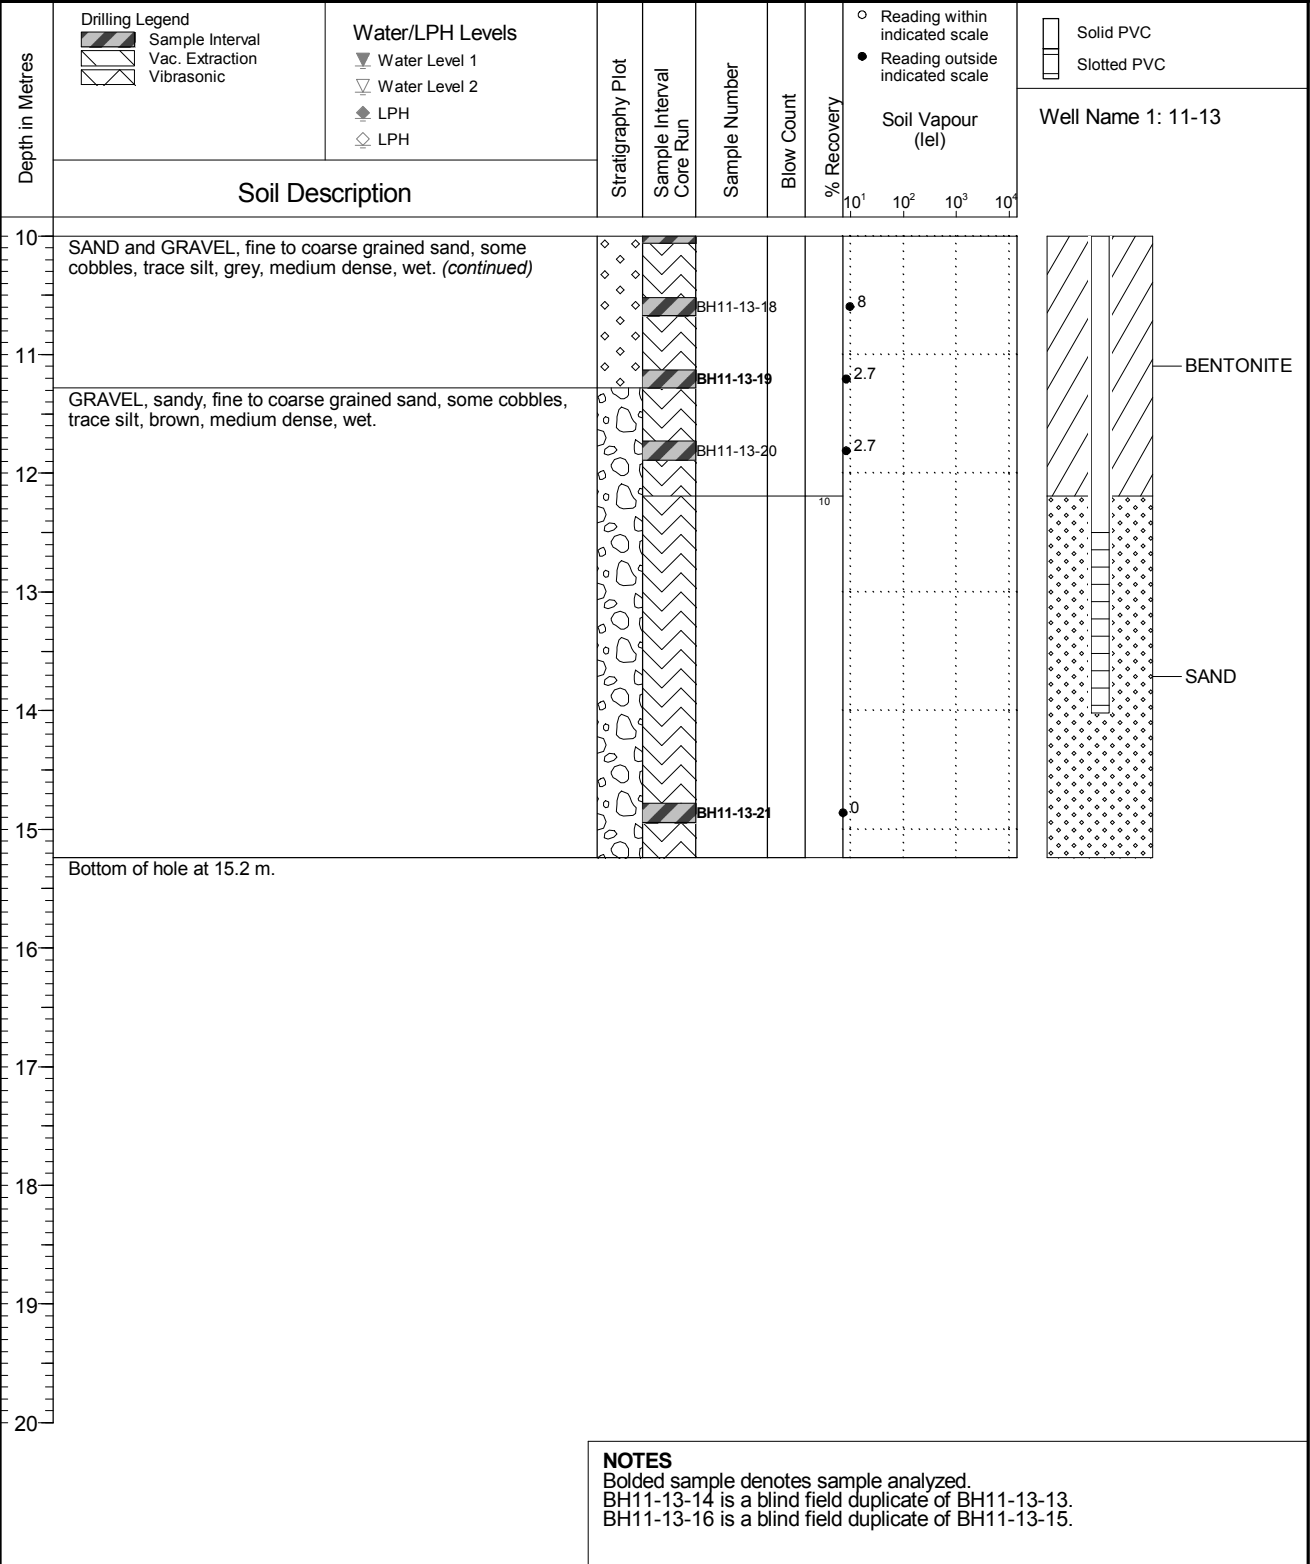 Depth in Metres
Drilling Legend
Sample Interval
Vac. Extraction
Vibrasonic
Water/LPH Levels
Water Level 1
Water Level 2
LPH
LPH
Soil Description
Stratigraphy Plot
Sample Interval
Core Run
Sample Number
Blow Count
% Recovery
Reading within
indicated scale
Reading outside
indicated scale
Soil Vapour
(lel)
10¹ 10² 10³ 10⁴
Solid PVC
Slotted PVC
Well Name 1: 11-13
10
SAND and GRAVEL, fine to coarse grained sand, some
cobbles, trace silt, grey, medium dense, wet. (continued)
BH11-13-18
8
11
BENTONITE
BH11-13-19
2.7
GRAVEL, sandy, fine to coarse grained sand, some cobbles,
trace silt, brown, medium dense, wet.
BH11-13-20
2.7
12
10
13
SAND
14
BH11-13-21
0
15
Bottom of hole at 15.2 m.
16
17
18
19
20
NOTES
Bolded sample denotes sample analyzed.
BH11-13-14 is a blind field duplicate of BH11-13-13.
BH11-13-16 is a blind field duplicate of BH11-13-15.